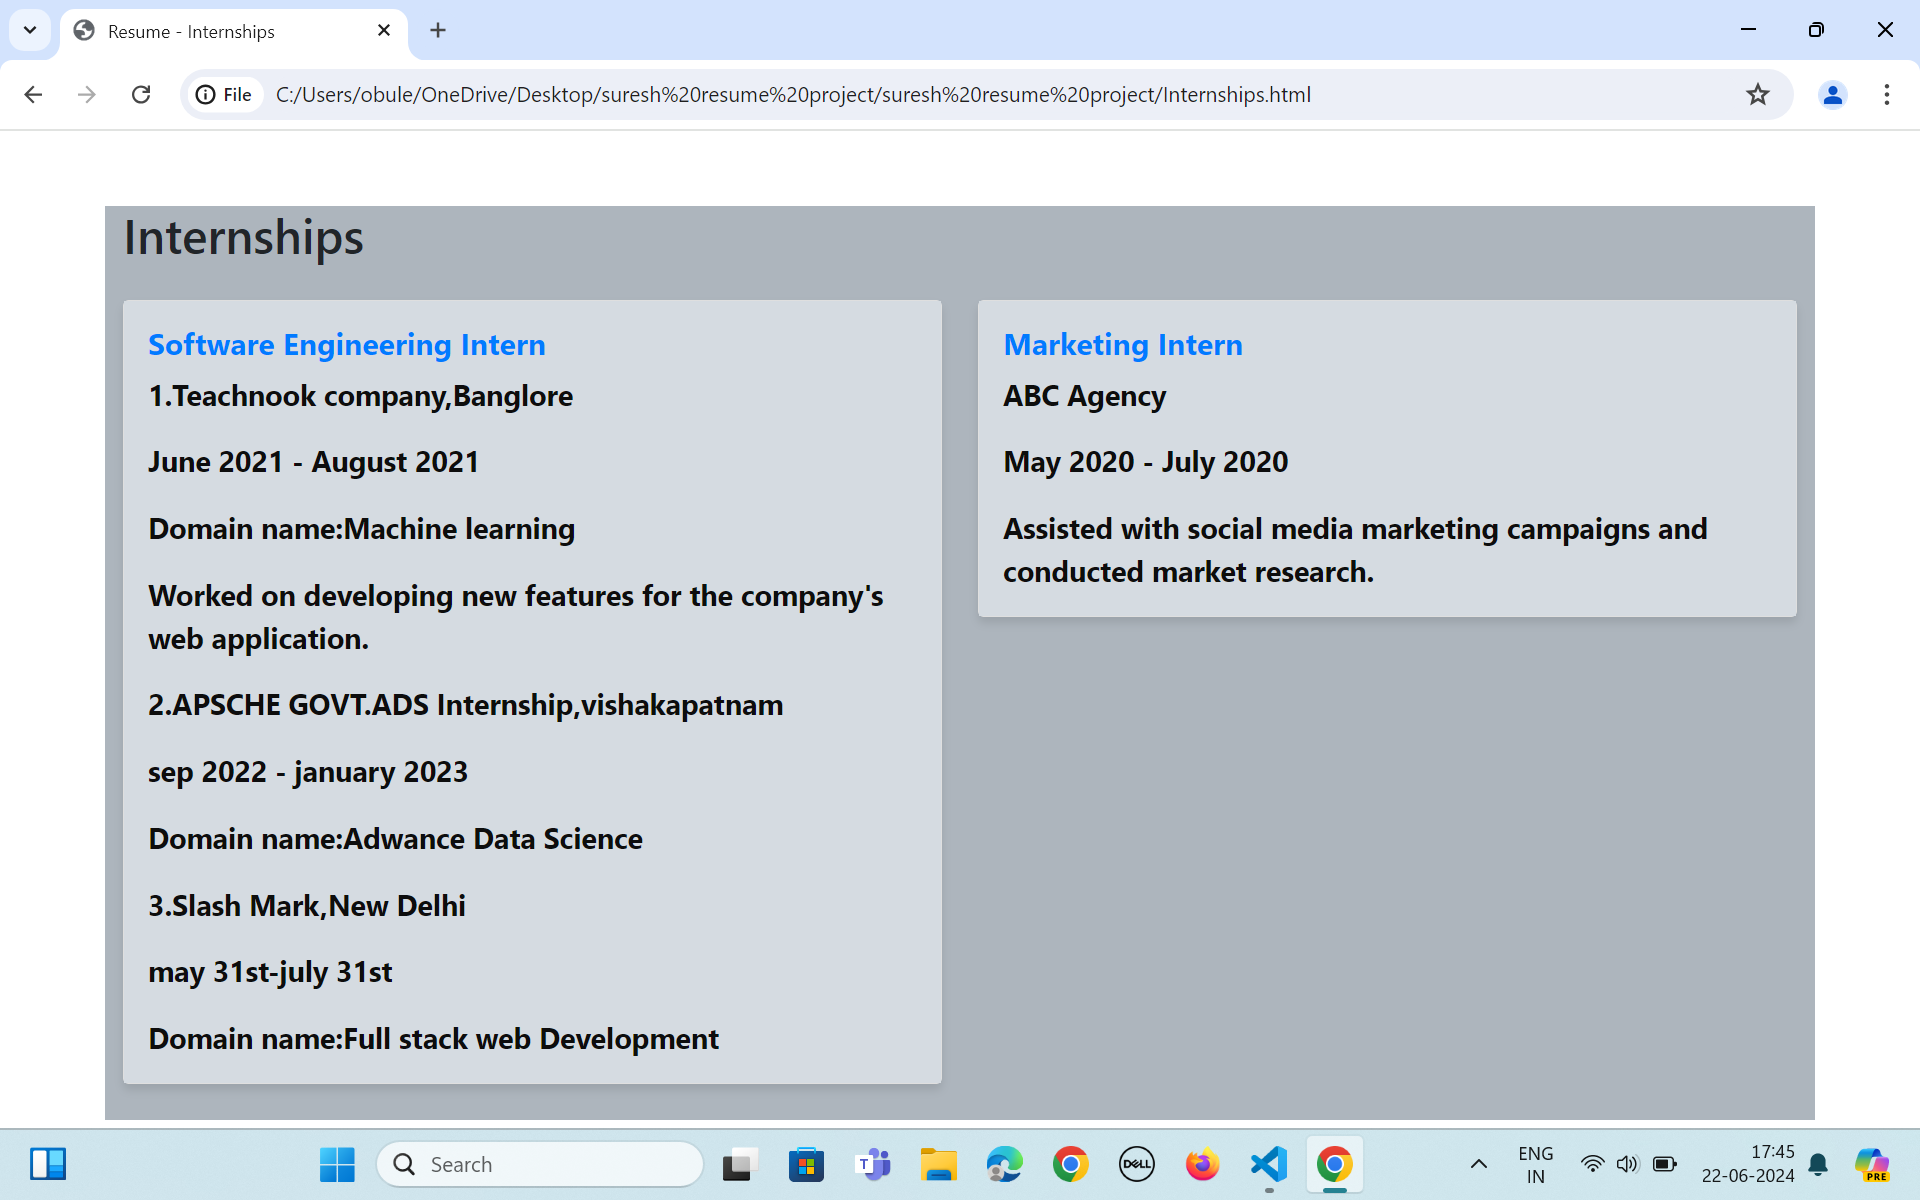 Resume - Internships
File
C:/Users/obule/OneDrive/Desktop/suresh%20resume%20project/suresh%20resume%20project/Internships.html
Internships
Software Engineering Intern
1.Teachnook company,Banglore
June 2021 - August 2021
Domain name:Machine learning
Worked on developing new features for the company's
web application.
2.APSCHE GOVT.ADS Internship,vishakapatnam
sep 2022 - january 2023
Domain name:Adwance Data Science
3.Slash Mark,New Delhi
may 31st-july 31st
Domain name:Full stack web Development
Marketing Intern
ABC Agency
May 2020 - July 2020
Assisted with social media marketing campaigns and
conducted market research.
Search
T
DELL
ENG
IN
17:45
22-06-2024
PRE